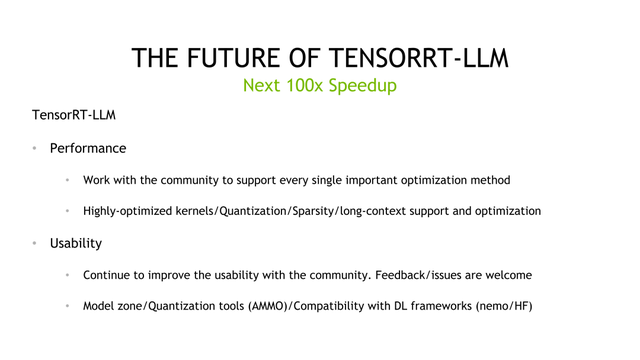 THE FUTURE OF TENSORRT-LLM
Next 100x Speedup
TensorRT-LLM
• Performance
• Work with the community to support every single important optimization method
• Highly-optimized kernels/Quantization/Sparsity/long-context support and optimization
• Usability
• Continue to improve the usability with the community. Feedback/issues are welcome
• Model zone/Quantization tools (AMMO)/Compatibility with DL frameworks (nemo/HF)